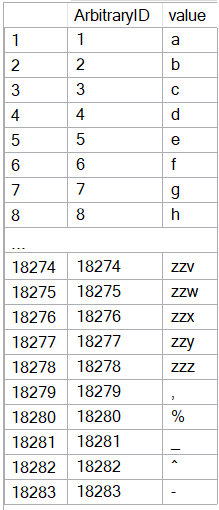 ArbitraryID value
1 1 a
2 2 b
3 3 c
4 4 d
5 5 e
6 6 f
7 7 g
8 8 h
...
18274 18274 zzv
18275 18275 zzw
18276 18276 zzx
18277 18277 zzy
18278 18278 zzz
18279 18279 ,
18280 18280 %
18281 18281 _
18282 18282 ^
18283 18283 -